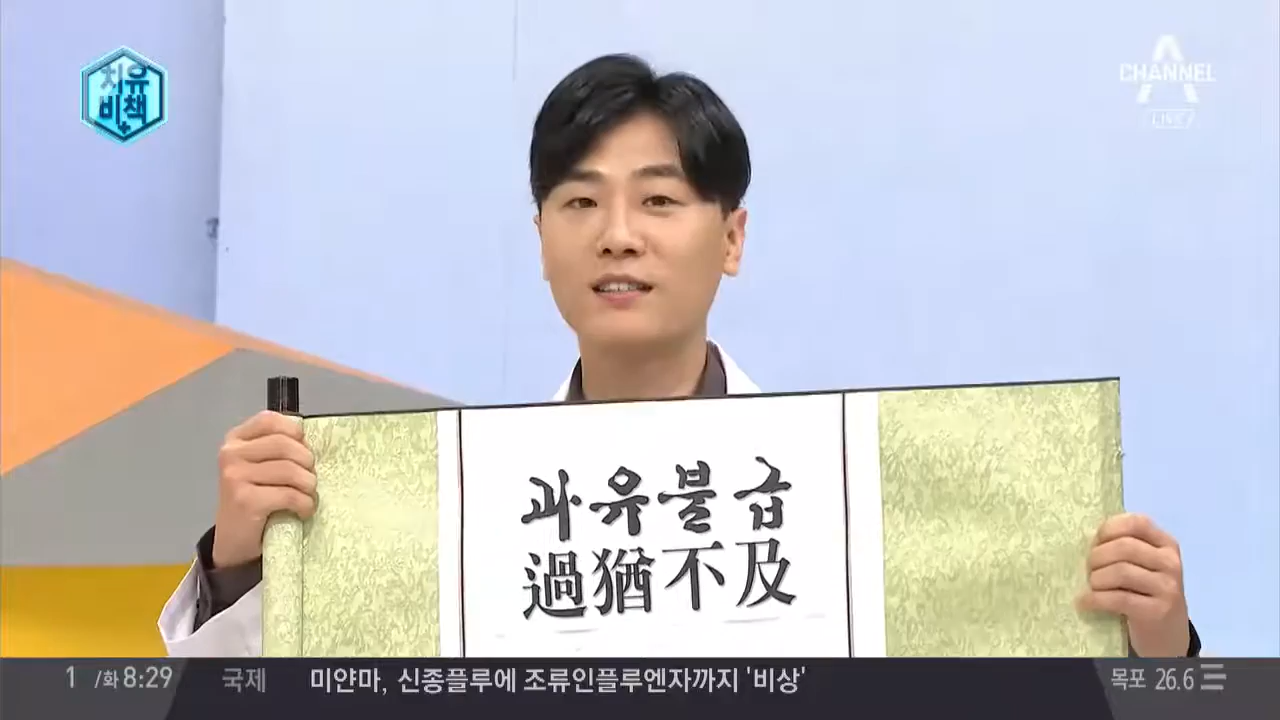 치유
비책
CHANNEL A
LIVE
과유불급
過猶不及
1 /화 8:29 국제 미얀마, 신종플루에 조류인플루엔자까지 '비상' 목포 26.6